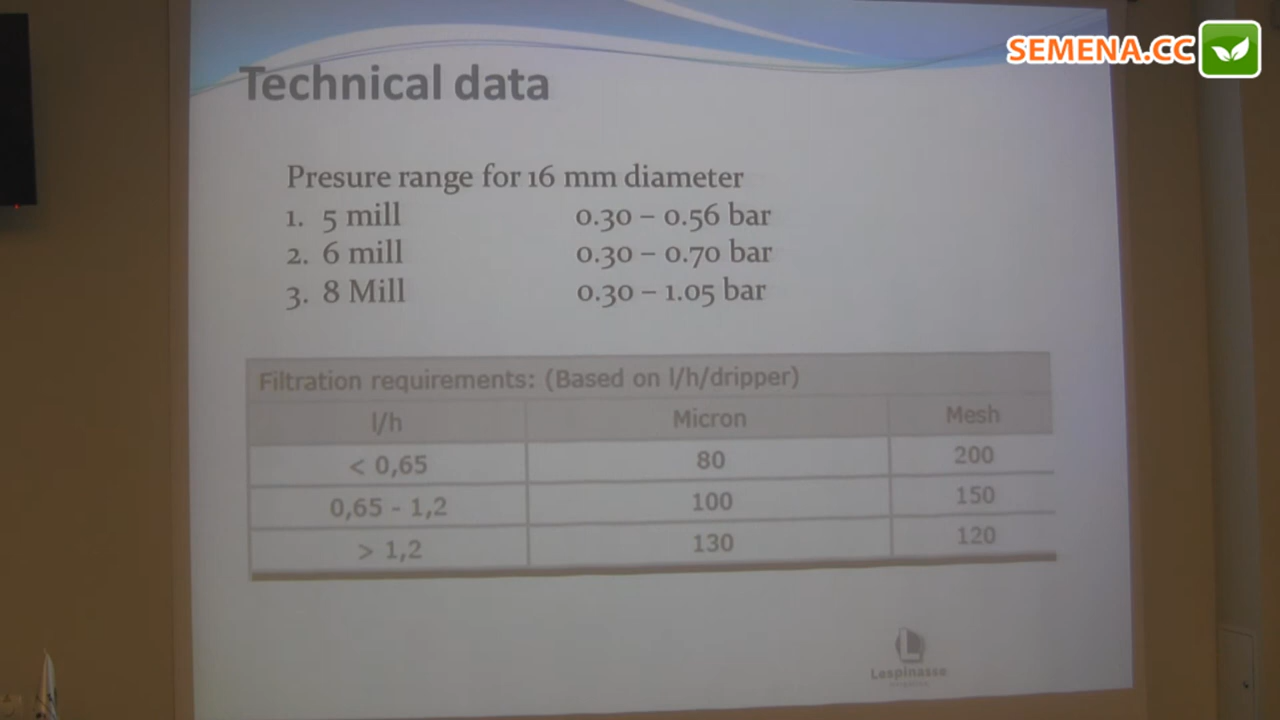 SEMENA.CC
Technical data
Presure range for 16 mm diameter
1. 5 mill 0.30 – 0.56 bar
2. 6 mill 0.30 – 0.70 bar
3. 8 Mill 0.30 – 1.05 bar
Filtration requirements: (Based on l/h/dripper)
l/h Micron Mesh
< 0,65 80 200
0,65 - 1,2 100 150
> 1,2 130 120
Lespinasse